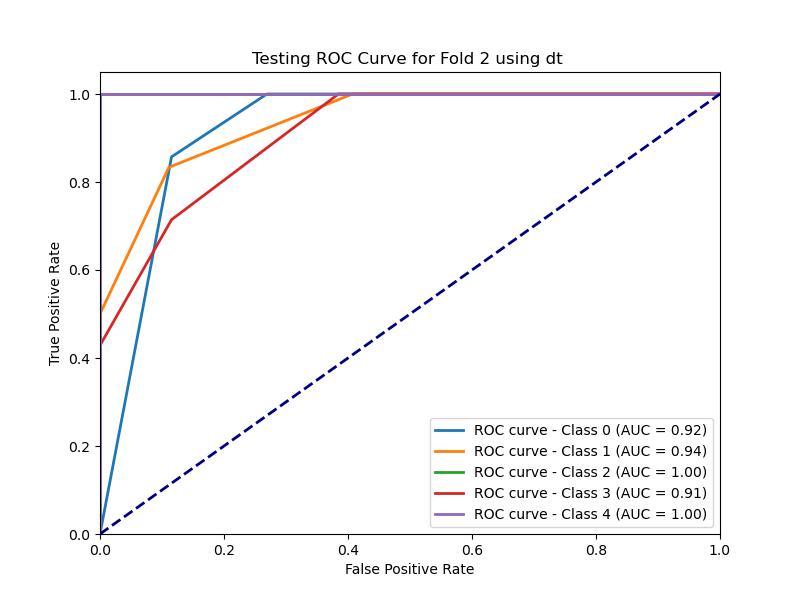 Testing ROC Curve for Fold 2 using dt
True Positive Rate
1.0
0.8
0.6
0.4
0.2
0.0
ROC curve - Class 0 (AUC = 0.92)
ROC curve - Class 1 (AUC = 0.94)
ROC curve - Class 2 (AUC = 1.00)
ROC curve - Class 3 (AUC = 0.91)
ROC curve - Class 4 (AUC = 1.00)
0.0 0.2 0.4 0.6 0.8 1.0
False Positive Rate